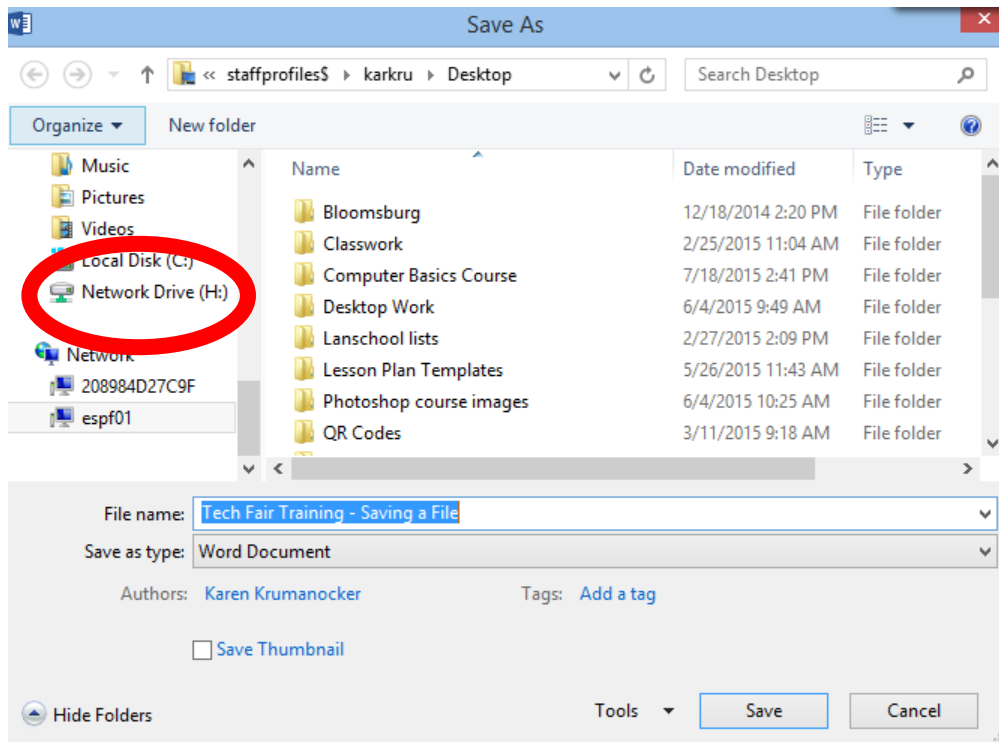 Save As
« staffprofiles$ karkru Desktop
Search Desktop
Organize
New folder
Music
Pictures
Videos
Local Disk (C:)
Network Drive (H:)
Network
208984D27C9F
espf01
Name Date modified Type
Bloomsburg 12/18/2014 2:20 PM File folder
Classwork 2/25/2015 11:04 AM File folder
Computer Basics Course 7/18/2015 2:41 PM File folder
Desktop Work 6/4/2015 9:49 AM File folder
Lanschool lists 2/27/2015 2:09 PM File folder
Lesson Plan Templates 5/26/2015 11:43 AM File folder
Photoshop course images 6/4/2015 10:25 AM File folder
QR Codes 3/11/2015 9:18 AM File folder
File name: Tech Fair Training - Saving a File
Save as type: Word Document
Authors: Karen Krumanocker Tags: Add a tag
Save Thumbnail
Hide Folders Tools Save Cancel